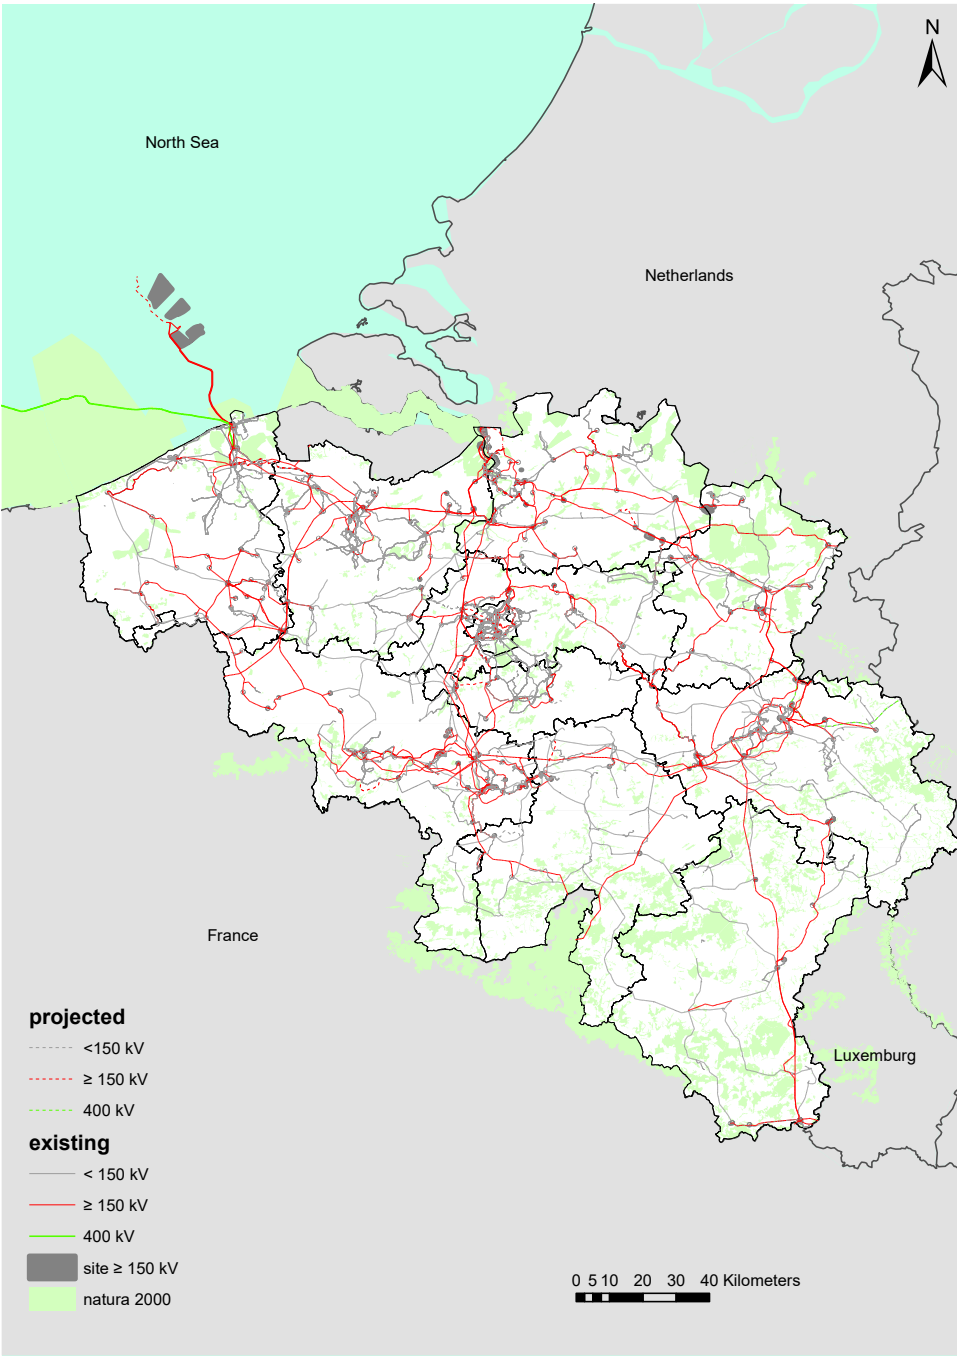 N
North Sea
Netherlands
France
Luxemburg
projected
<150 kV
≥ 150 kV
400 kV
existing
< 150 kV
≥ 150 kV
400 kV
site ≥ 150 kV
natura 2000
0 5 10 20 30 40 Kilometers